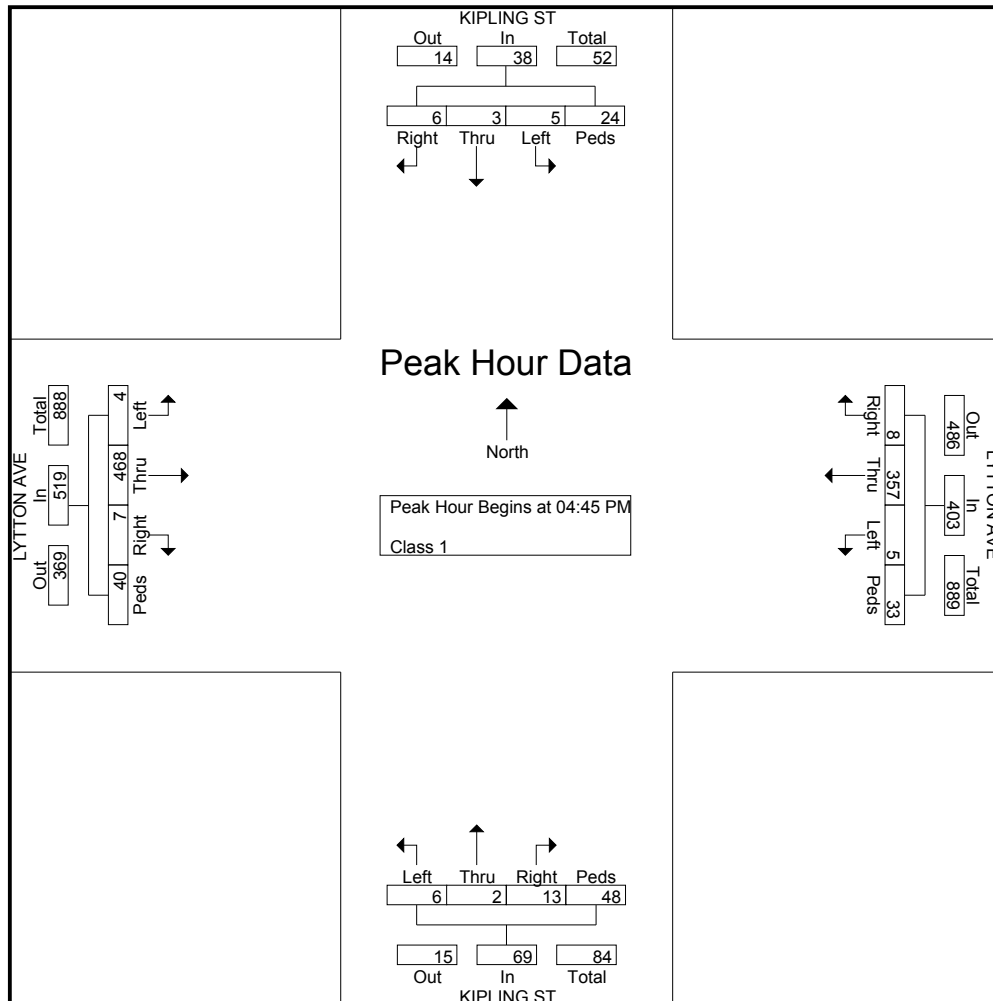 KIPLING ST
Out In Total
14 38 52
6 3 5 24
Right Thru Left Peds
Peak Hour Data
North
Peak Hour Begins at 04:45 PM
Class 1
LYTTON AVE
Total In Out
888 519 369
4 468 7 40
Left Thru Right Peds
Right Thru Left Peds
8 357 5 33
Out In Total
486 403 889
LYTTON AVE
Left Thru Right Peds
6 2 13 48
15 69 84
Out In Total
KIPLING ST